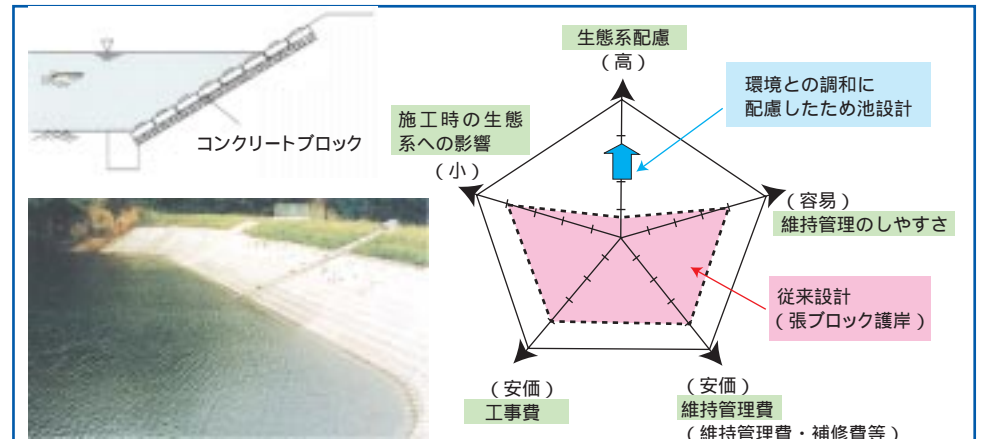 コンクリートブロック
生態系配慮
（高）
環境との調和に
配慮したため池設計
施工時の生態
系への影響
（小）
（容易）
維持管理のしやすさ
従来設計
（張ブロック護岸）
（安価）
工事費
（安価）
維持管理費
（維持管理費・補修費等）